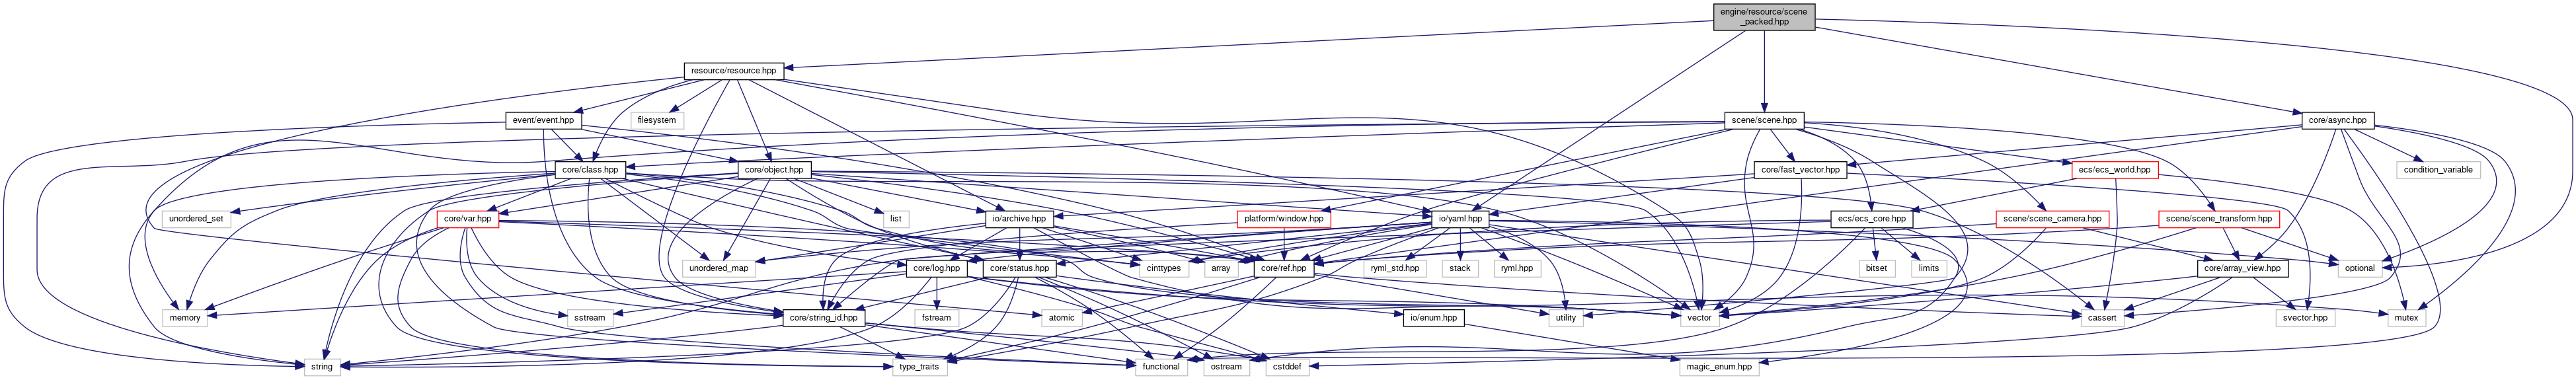 engine/resource/scene
_packed.hpp
resource/resource.hpp
event/event.hpp
filesystem
scene/scene.hpp
core/async.hpp
core/class.hpp
core/object.hpp
core/fast_vector.hpp
ecs/ecs_world.hpp
condition_variable
unordered_set
core/var.hpp
list
io/archive.hpp
platform/window.hpp
io/yaml.hpp
ecs/ecs_core.hpp
scene/scene_camera.hpp
scene/scene_transform.hpp
unordered_map
core/log.hpp
core/status.hpp
cinttypes
array
core/ref.hpp
ryml_std.hpp
stack
ryml.hpp
bitset
limits
core/array_view.hpp
optional
memory
sstream
core/string_id.hpp
fstream
atomic
io/enum.hpp
utility
vector
cassert
svector.hpp
mutex
string
type_traits
functional
ostream
cstddef
magic_enum.hpp